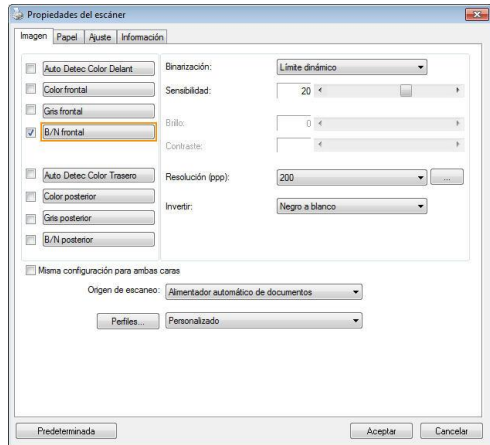 Propiedades del escáner
Imagen Papel Ajuste Información
Auto Detec Color Delant
Color frontal
Gris frontal
B/N frontal
Auto Detec Color Trasero
Color posterior
Gris posterior
B/N posterior
Binarización: Límite dinámico
Sensibilidad: 20
Brillo: 0
Contraste:
Resolución (ppp): 200 ...
Invertir: Negro a blanco
Misma configuración para ambas caras
Origen de escaneo: Alimentador automático de documentos
Perfiles... Personalizado
Predeterminada Aceptar Cancelar